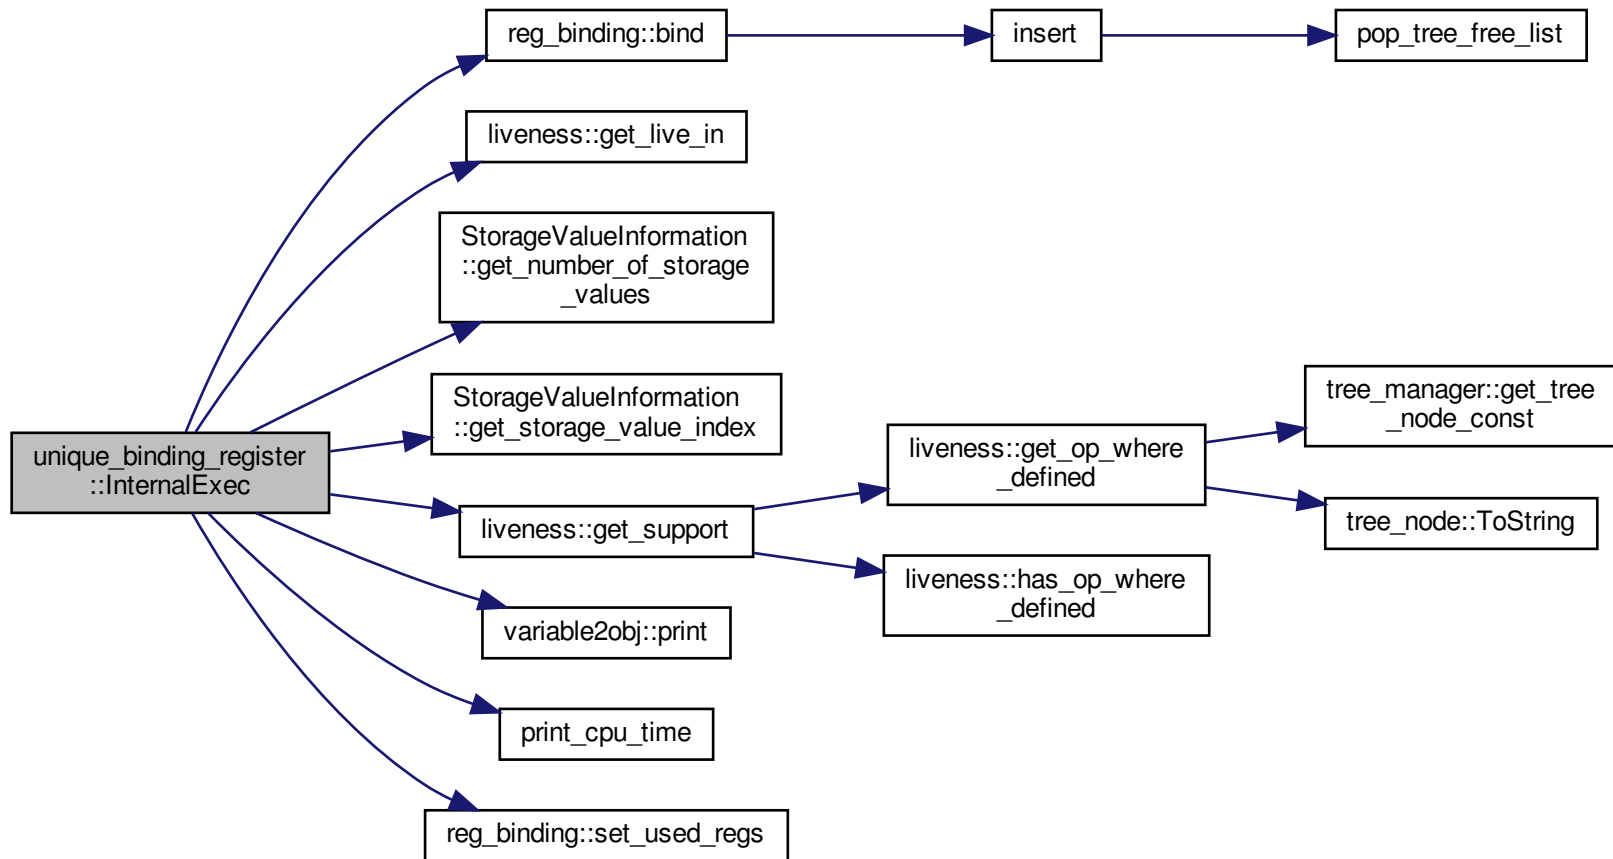 reg_binding::bind
insert
pop_tree_free_list
liveness::get_live_in
StorageValueInformation
::get_number_of_storage
_values
StorageValueInformation
::get_storage_value_index
tree_manager::get_tree
_node_const
unique_binding_register
::InternalExec
liveness::get_op_where
_defined
liveness::get_support
tree_node::ToString
liveness::has_op_where
_defined
variable2obj::print
print_cpu_time
reg_binding::set_used_regs